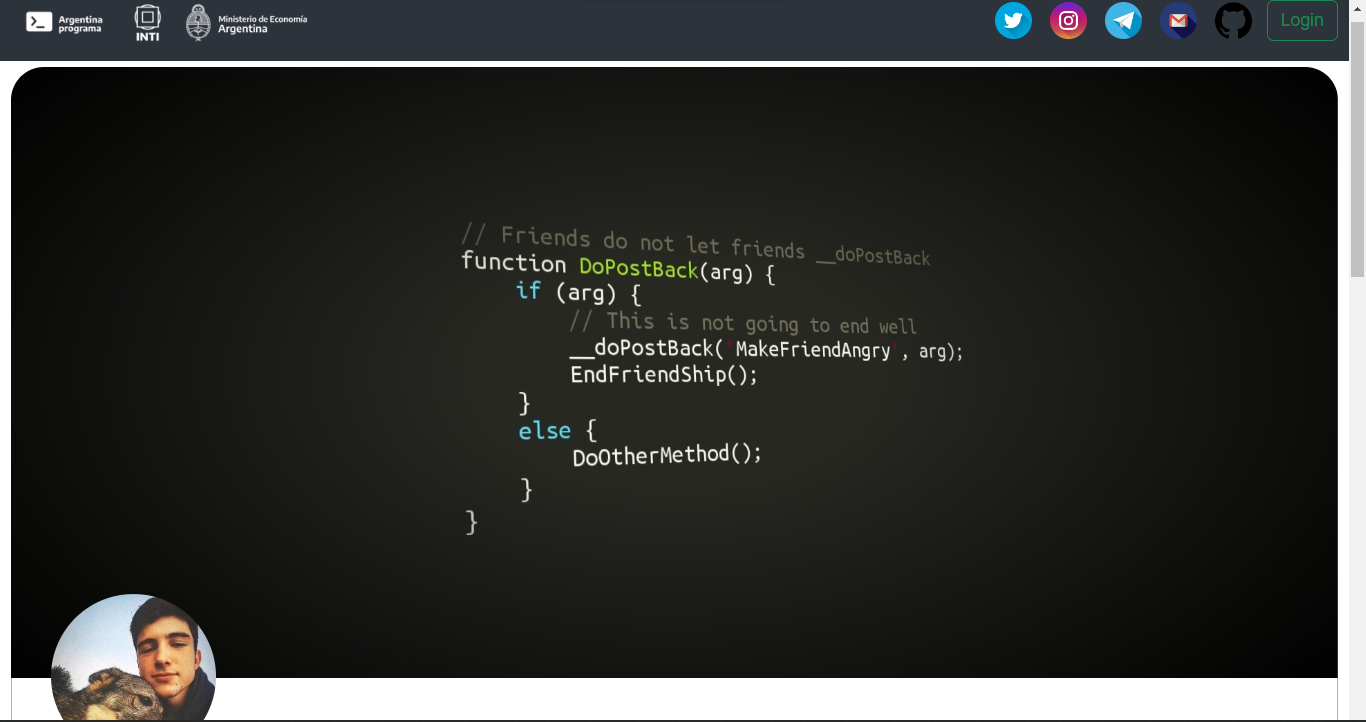 Argentina
programa
INTI
Ministerio de Economía
Argentina
Login
// Friends do not let friends __doPostBack
function DoPostBack(arg) {
if (arg) {
// This is not going to end well
__doPostBack('MakeFriendAngry', arg);
EndFriendShip();
}
else {
DoOtherMethod();
}
}